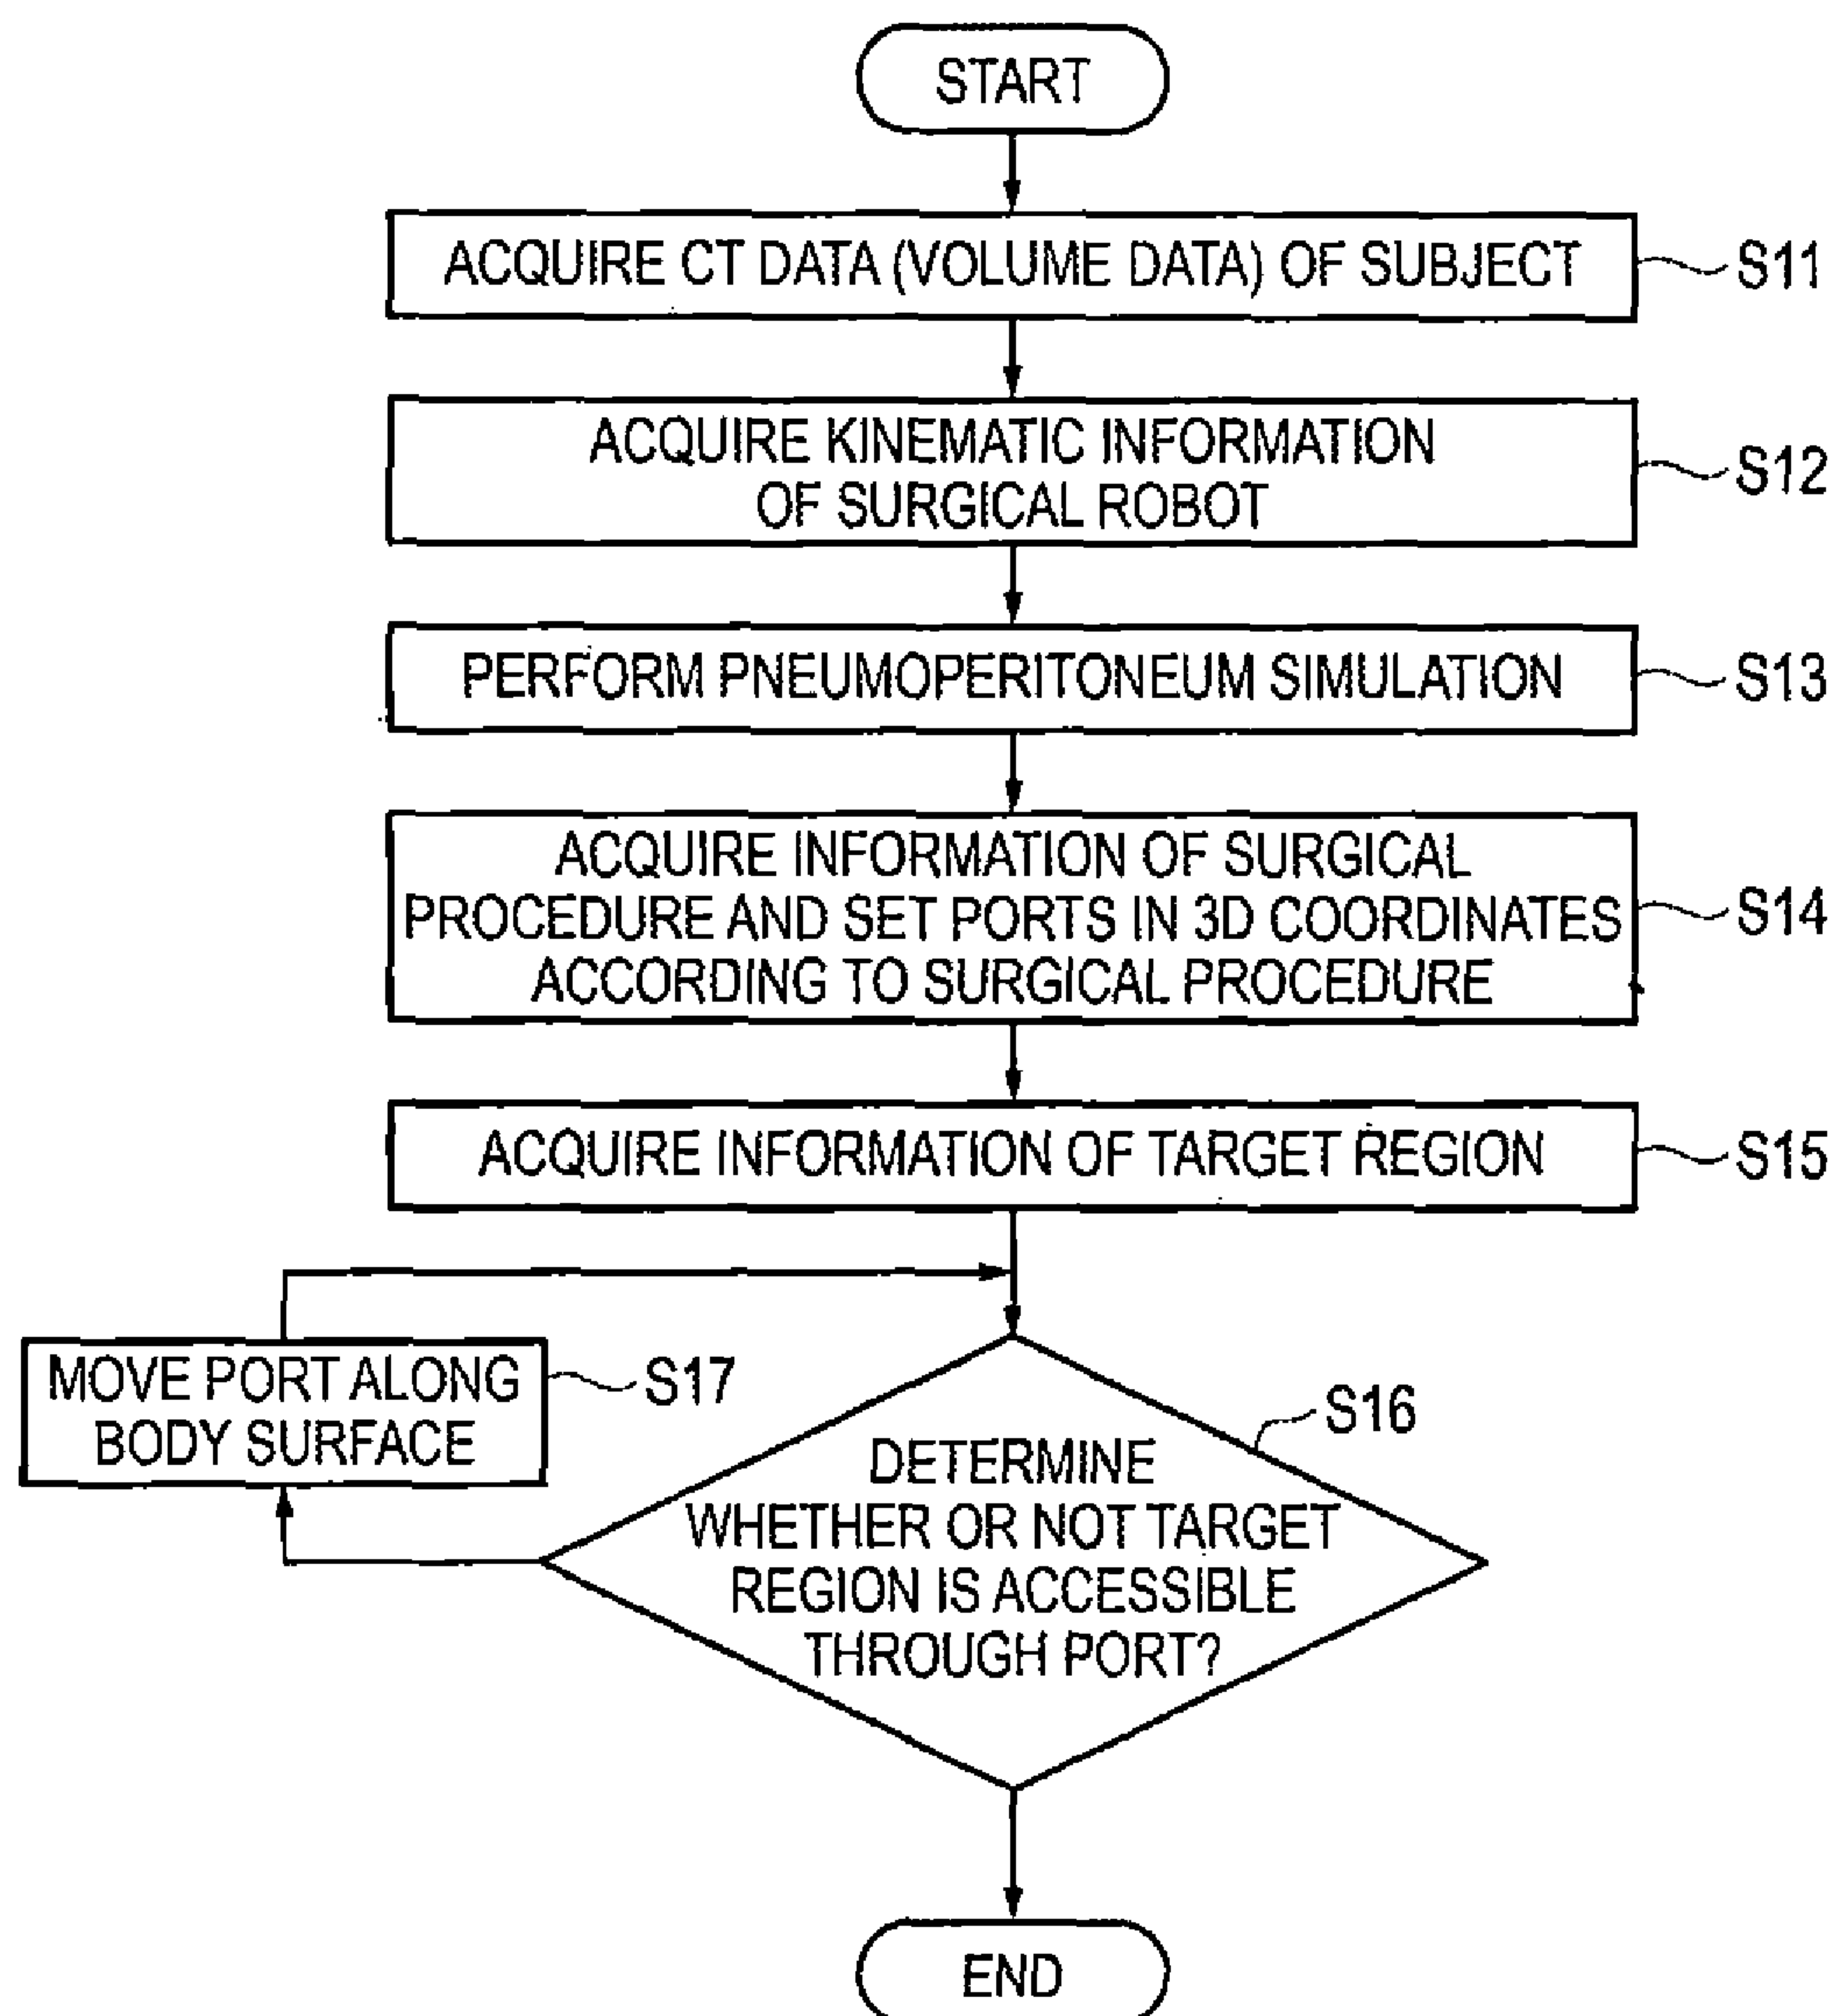 START
ACQUIRE CT DATA (VOLUME DATA) OF SUBJECT
S11
ACQUIRE KINEMATIC INFORMATION
OF SURGICAL ROBOT
S12
PERFORM PNEUMOPERITONEUM SIMULATION
S13
ACQUIRE INFORMATION OF SURGICAL
PROCEDURE AND SET PORTS IN 3D COORDINATES
ACCORDING TO SURGICAL PROCEDURE
S14
ACQUIRE INFORMATION OF TARGET REGION
S15
MOVE PORT ALONG
BODY SURFACE
S17
S16
DETERMINE
WHETHER OR NOT TARGET
REGION IS ACCESSIBLE
THROUGH PORT?
END